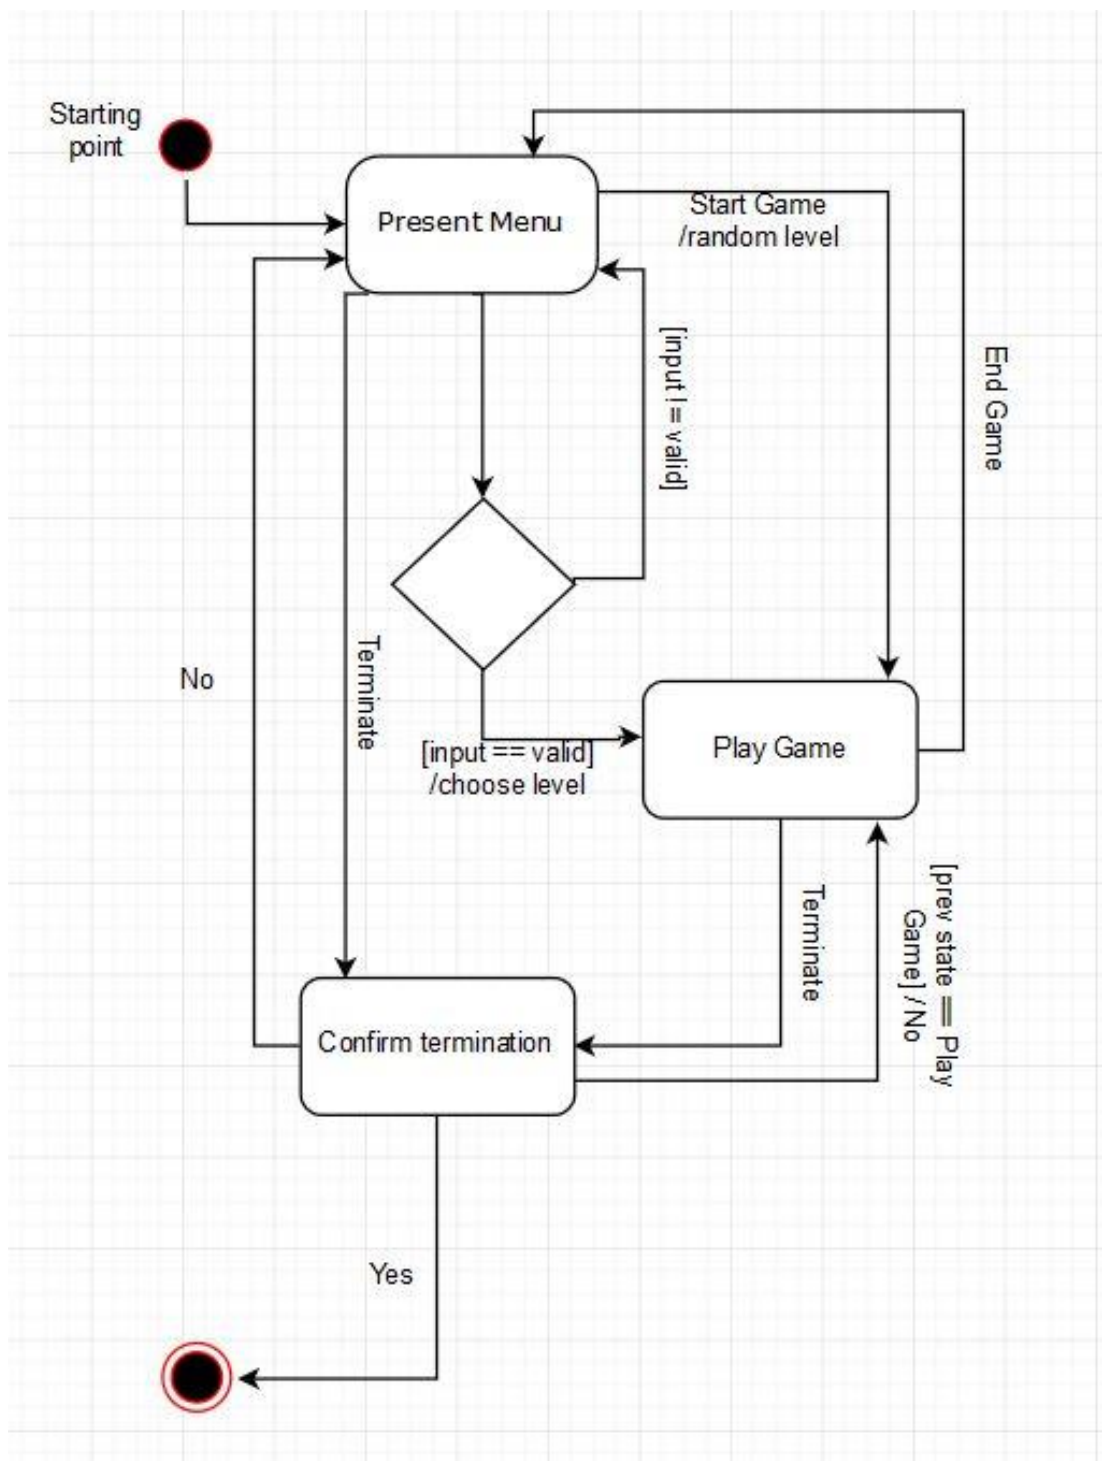 Starting
point
Present Menu
Start Game
/random level
[input ! = valid]
End Game
Terminate
No
[input == valid]
/choose level
Play Game
Terminate
[prev state == Play
Game] / No
Confirm termination
Yes